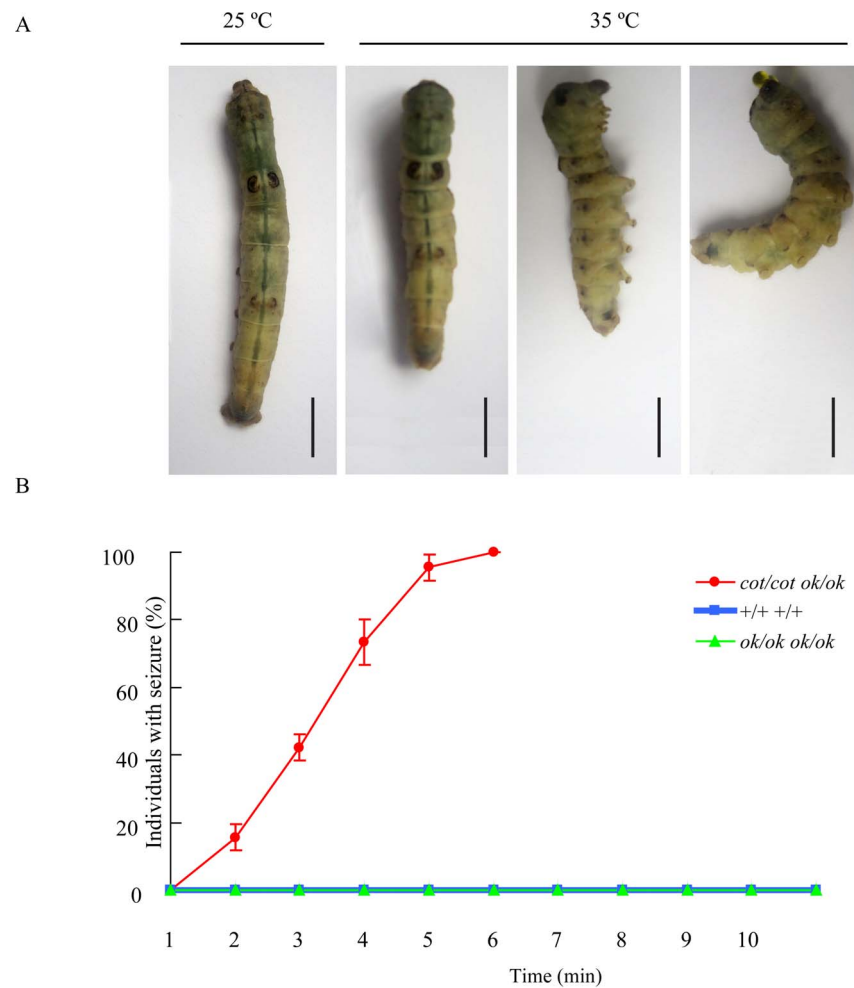 A
25 ºC
35 ºC
B
100
80
60
40
20
0
Individuals with seizure (%)
cot/cot ok/ok
+/+ +/+
ok/ok ok/ok
1 2 3 4 5 6 7 8 9 10
Time (min)